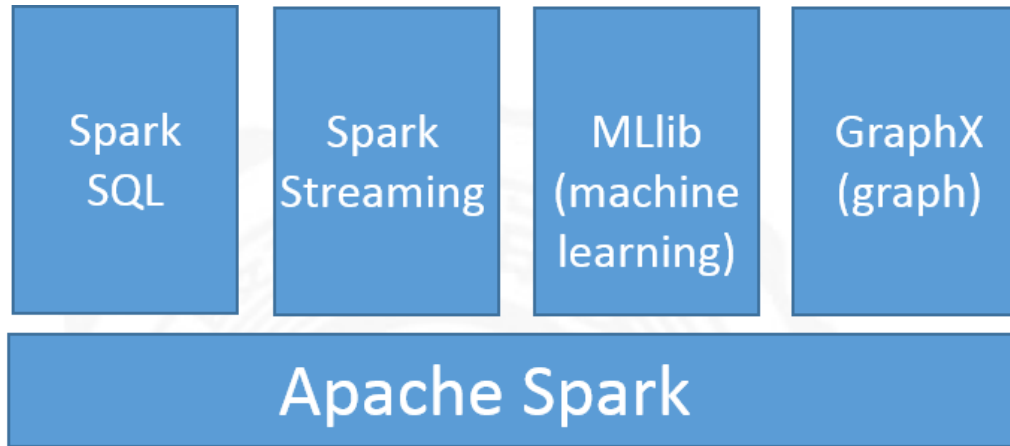 Spark
SQL
Spark
Streaming
MLlib
(machine
learning)
GraphX
(graph)
Apache Spark